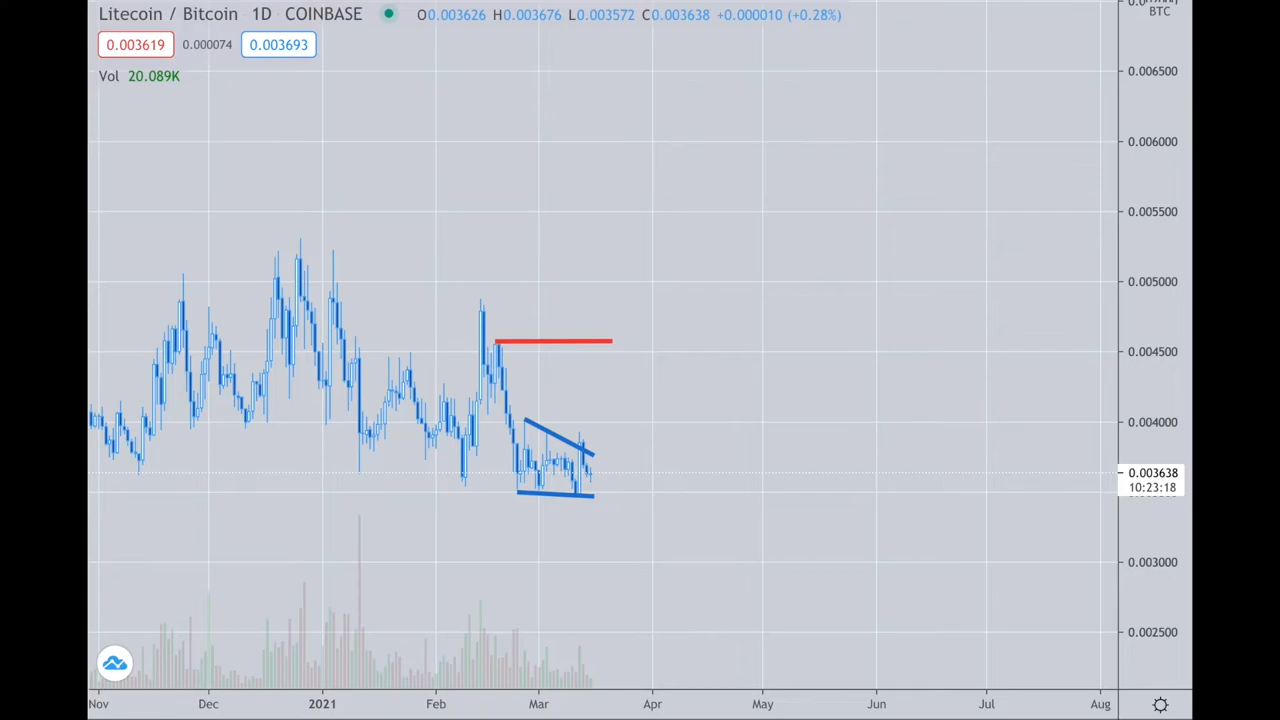 Litecoin / Bitcoin 1D COINBASE O0.003626 H0.003676 L0.003572 C0.003638 +0.000010 (+0.28%)
BTC
0.003619 0.000074 0.003693
Vol 20.089K
0.006500
0.006000
0.005500
0.005000
0.004500
0.004000
0.003638
10:23:18
0.003000
0.002500
Nov Dec 2021 Feb Mar Apr May Jun Jul Aug